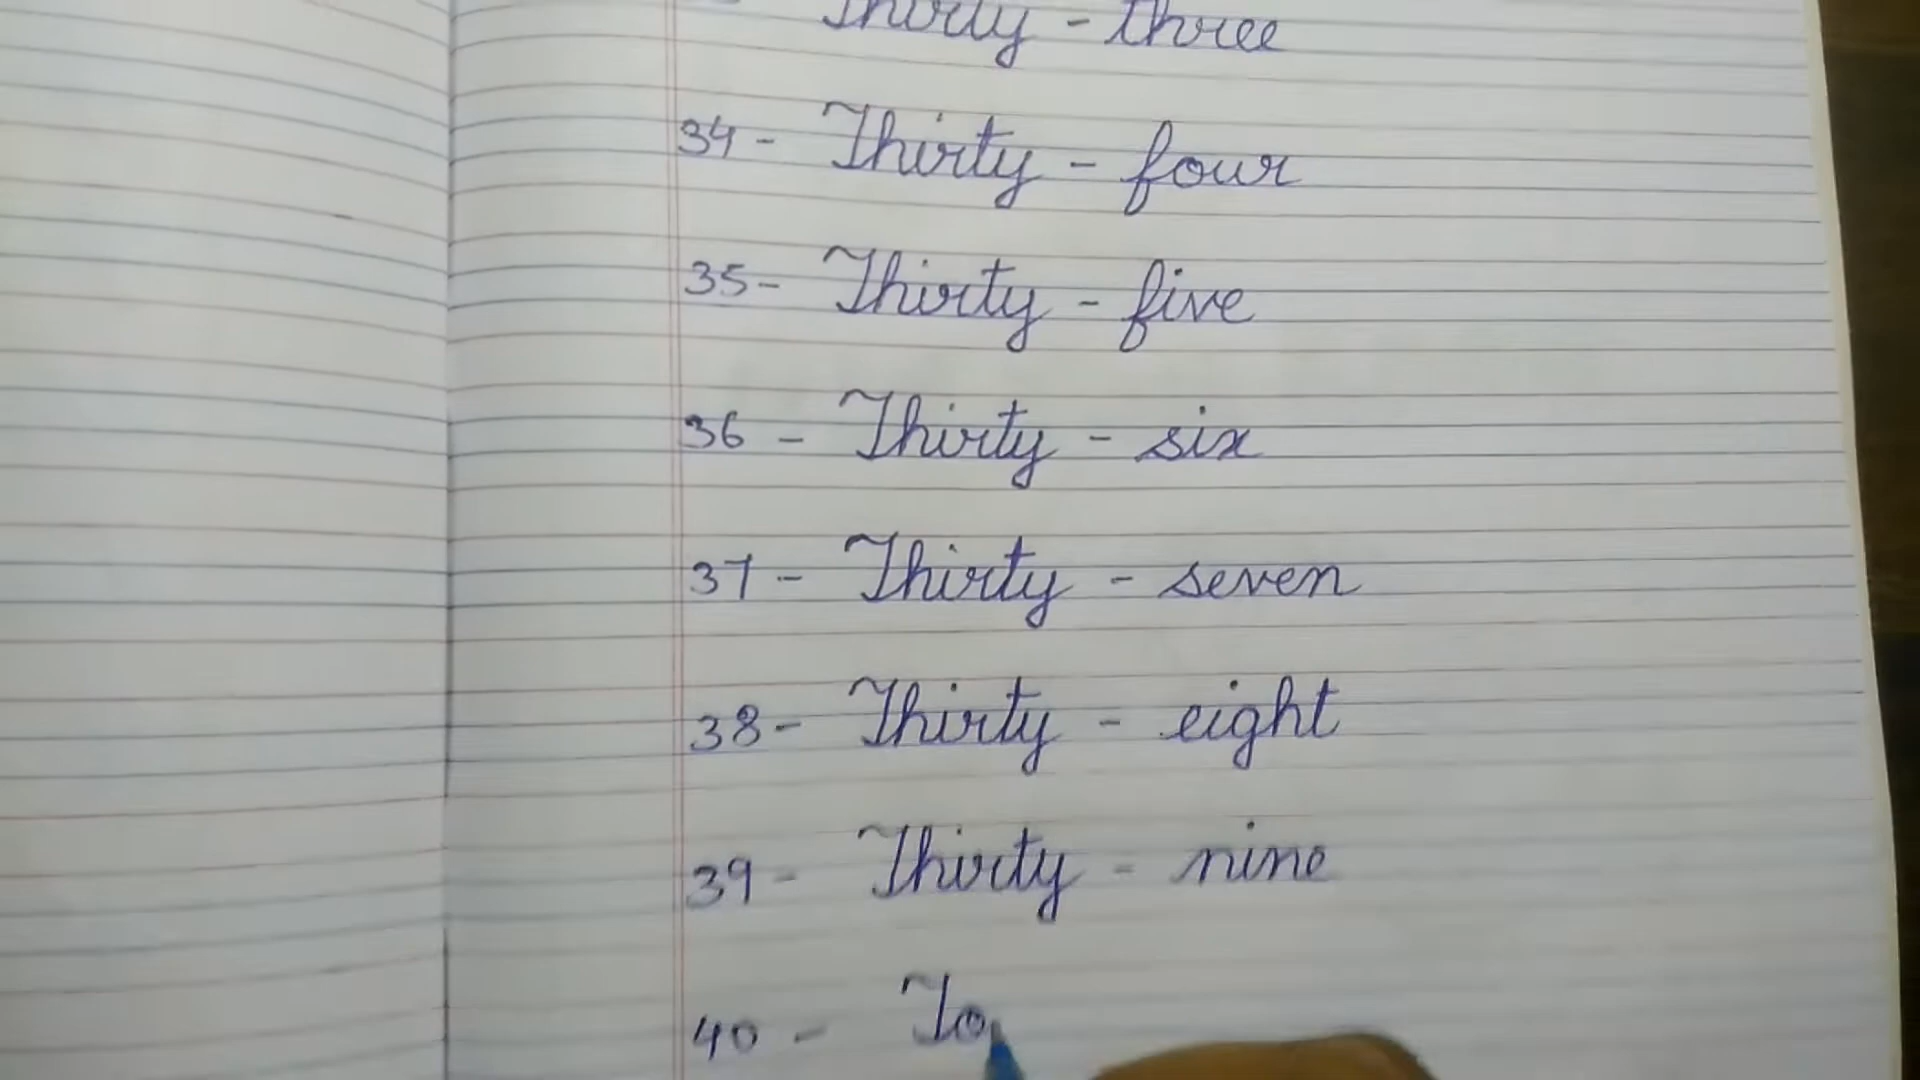 Thirty - three
34 - Thirty - four
35 - Thirty - five
36 - Thirty - six
37 - Thirty - seven
38 - Thirty - eight
39 - Thirty - nine
40 - Fo